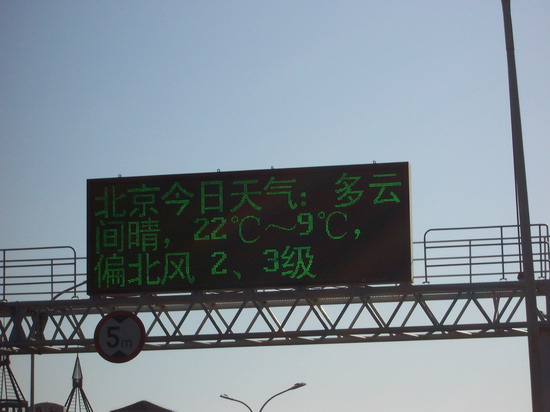 北京今日天气：多云
间晴，22℃～9℃，
偏北风 2、3级
5m